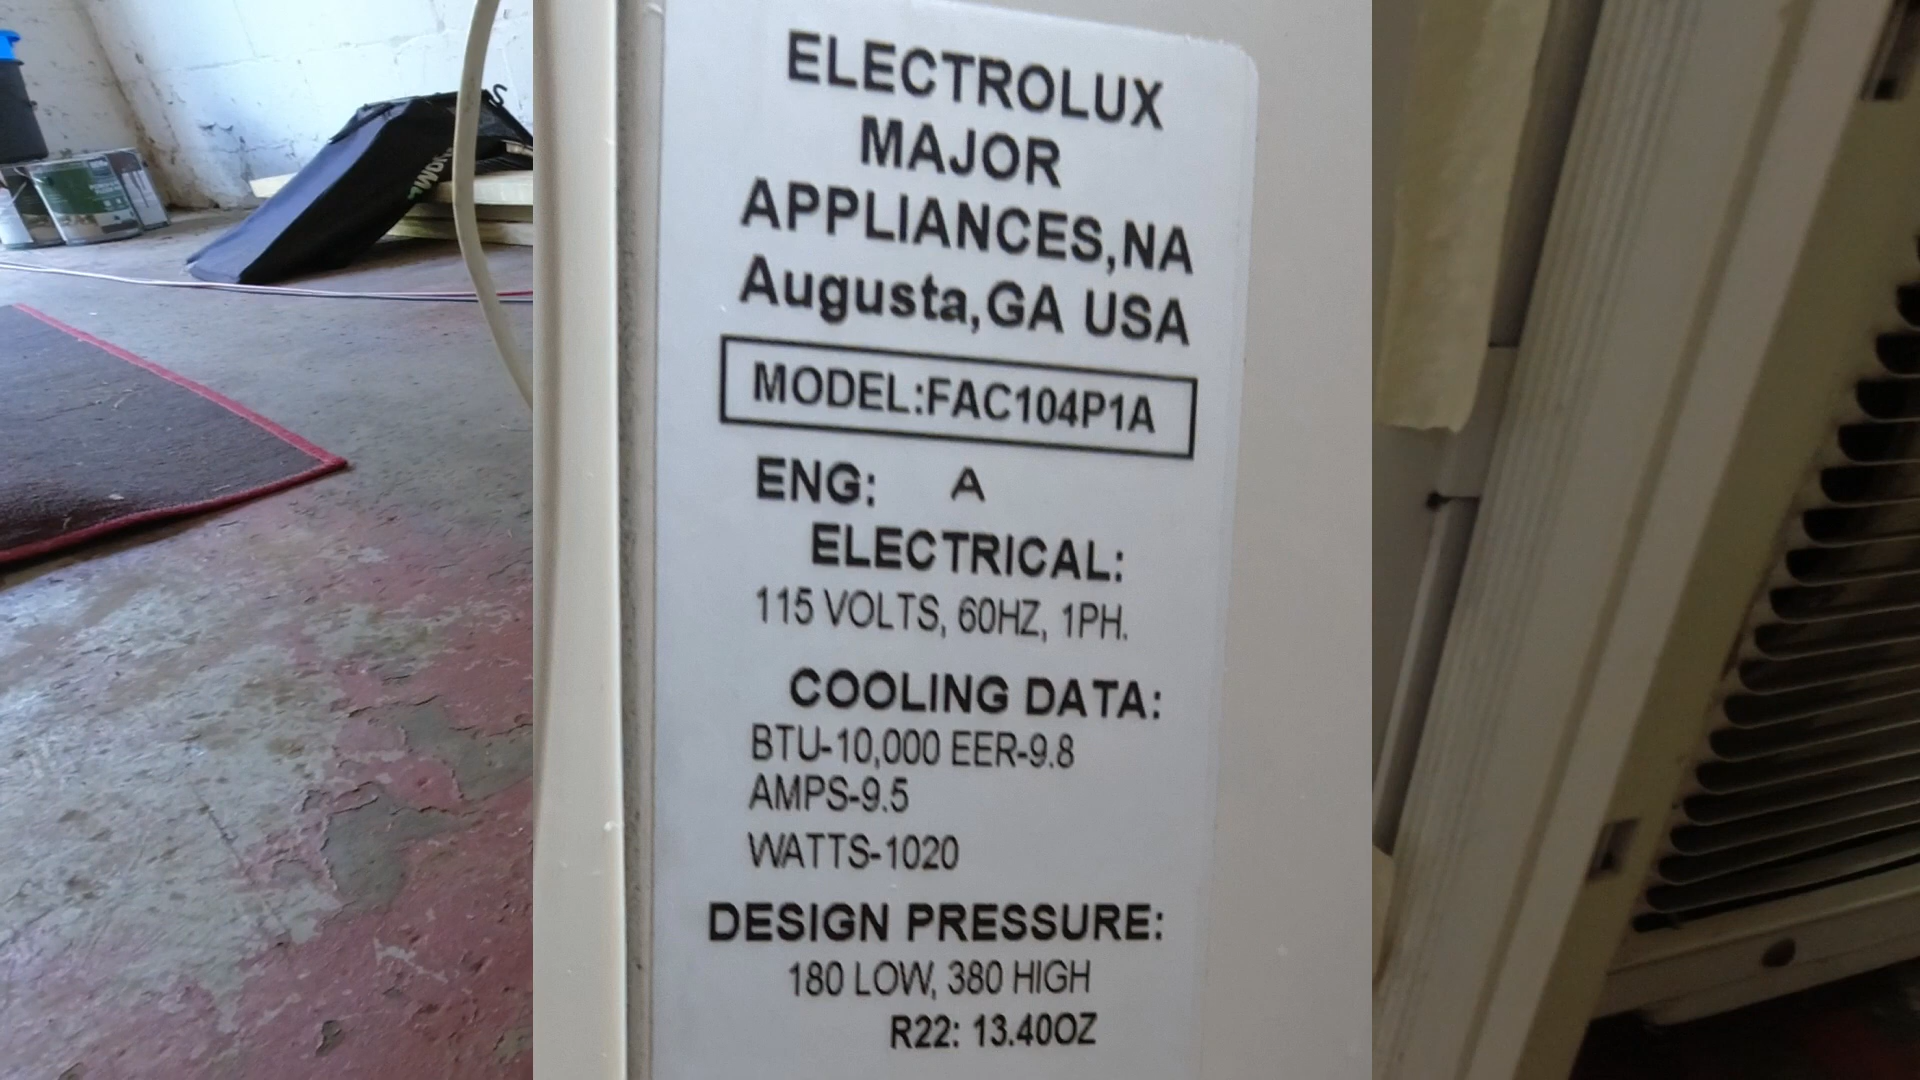 ELECTROLUX
MAJOR
APPLIANCES,NA
Augusta,GA USA
MODEL:FAC104P1A
ENG: A
ELECTRICAL:
115 VOLTS, 60HZ, 1PH.
COOLING DATA:
BTU-10,000 EER-9.8
AMPS-9.5
WATTS-1020
DESIGN PRESSURE:
180 LOW, 380 HIGH
R22: 13.40OZ